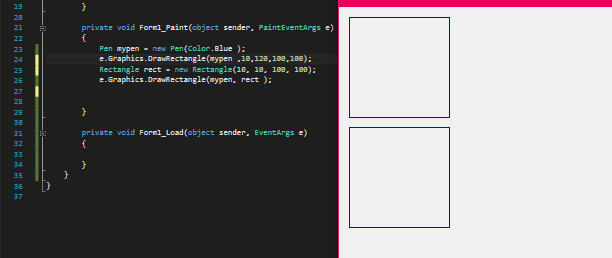 19 }
20
21 private void Form1_Paint(object sender, PaintEventArgs e)
22 {
23 Pen mypen = new Pen(Color.Blue );
24 e.Graphics.DrawRectangle(mypen ,10,120,100,100);
25 Rectangle rect = new Rectangle(10, 10, 100, 100);
26 e.Graphics.DrawRectangle(mypen, rect );
27
28
29 }
30
31 private void Form1_Load(object sender, EventArgs e)
32 {
33
34 }
35 }
36 }
37